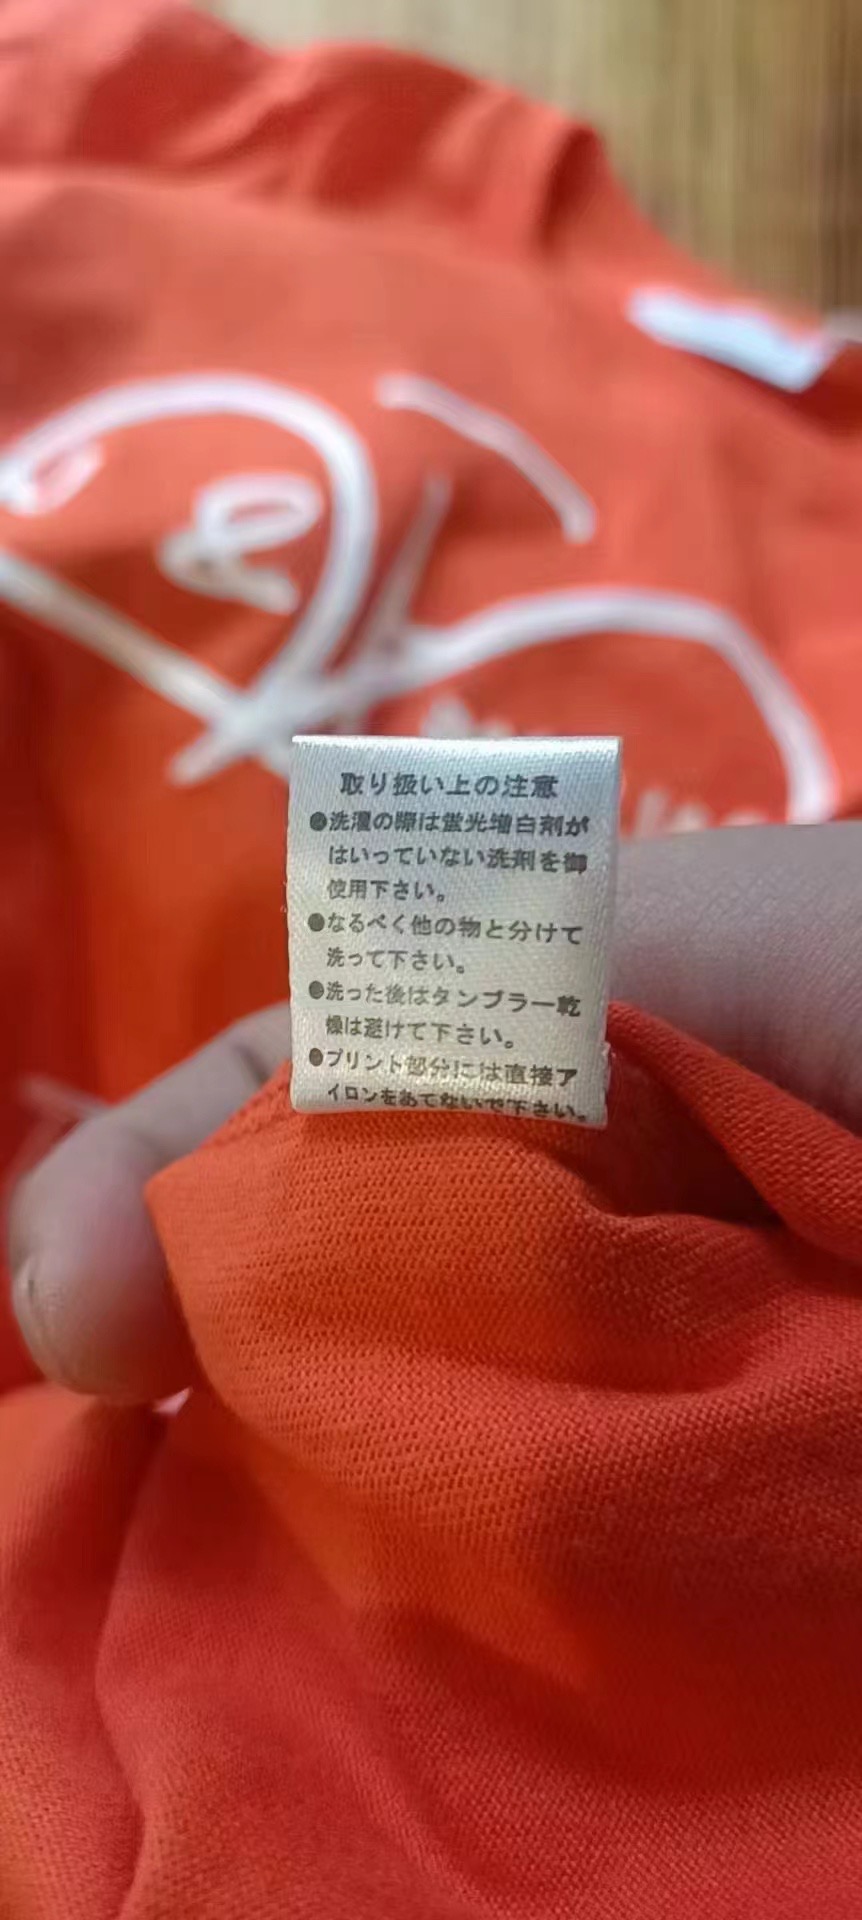 取り扱い上の注意
●洗濯の際は蛍光増白剤が
はいっていない洗剤を御
使用下さい。
●なるべく他の物と分けて
洗って下さい。
●洗った後はタンブラー乾
燥は避けて下さい。
●プリント部分には直接ア
イロンをあてないで下さい。